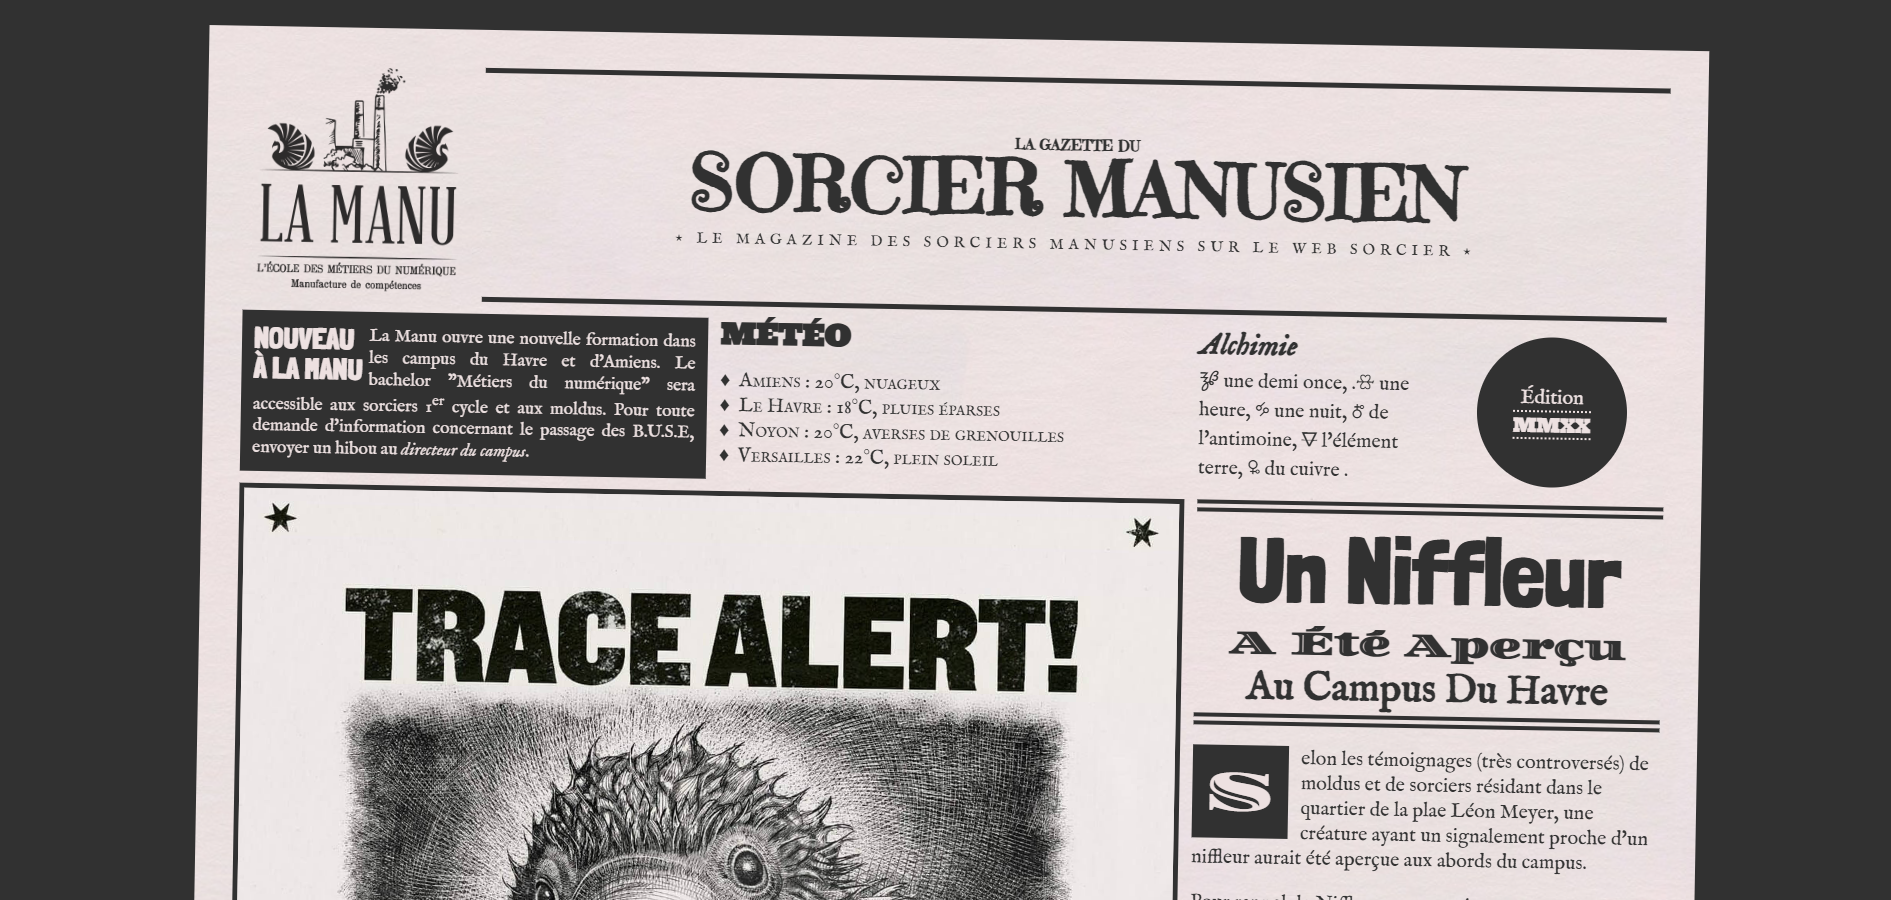 LA MANU
L'ÉCOLE DES MÉTIERS DU NUMÉRIQUE
Manufacture de compétences
LA GAZETTE DU
SORCIER MANUSIEN
⋆ LE MAGAZINE DES SORCIERS MANUSIENS SUR LE WEB SORCIER ⋆
NOUVEAU
À LA MANU
La Manu ouvre une nouvelle formation dans
les campus du Havre et d'Amiens. Le
bachelor "Métiers du numérique" sera
accessible aux sorciers 1er cycle et aux moldus. Pour toute
demande d'information concernant le passage des B.U.S.E,
envoyer un hibou au directeur du campus.
MÉTÉO
♦ Amiens : 20°C, nuageux
♦ Le Havre : 18°C, pluies éparses
♦ Noyon : 20°C, averses de grenouilles
♦ Versailles : 22°C, plein soleil
Alchimie
une demi once, . une
heure, une nuit, ♁ de
l'antimoine, 🜃 l'élément
terre, ♀ du cuivre .
Édition
MMXX
TRACE ALERT!
Un Niffleur
A Été Aperçu
Au Campus Du Havre
Selon les témoignages (très controversés) de
moldus et de sorciers résidant dans le
quartier de la plae Léon Meyer, une
créature ayant un signalement proche d'un
niffleur aurait été aperçue aux abords du campus.